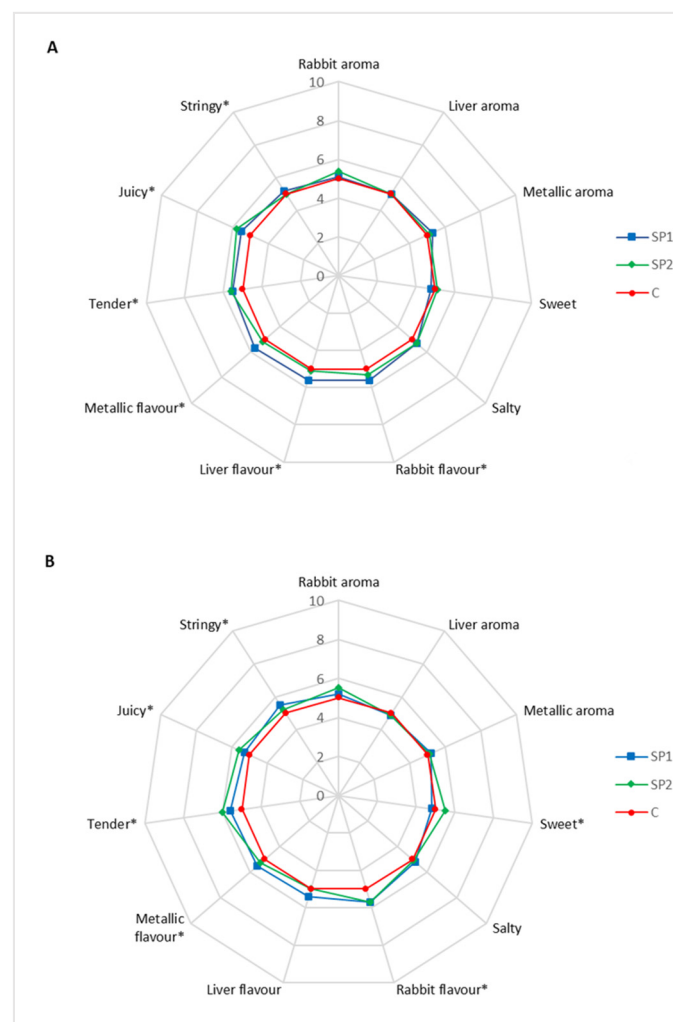 A
Rabbit aroma
10
Stringy*
Liver aroma
8
6
Juicy*
Metallic aroma
4
2
SP1
0
SP2
Tender*
Sweet
C
Metallic flavour*
Salty
Liver flavour*
Rabbit flavour*
B
Rabbit aroma
10
Stringy*
Liver aroma
8
6
Juicy*
Metallic aroma
4
2
SP1
0
SP2
Tender*
Sweet*
C
Metallic
flavour*
Salty
Liver flavour
Rabbit flavour*